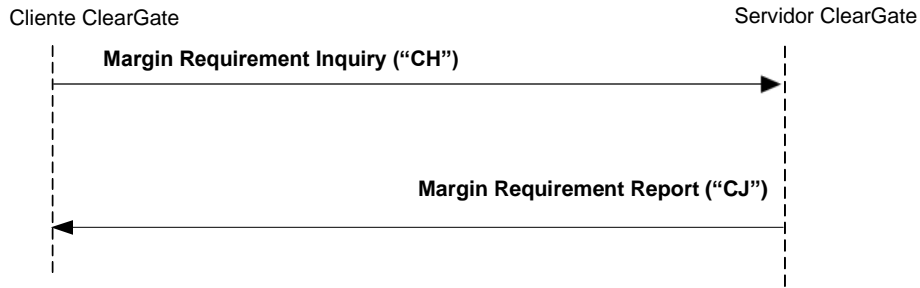 Cliente ClearGate
Servidor ClearGate
Margin Requirement Inquiry (“CH”)
Margin Requirement Report (“CJ”)